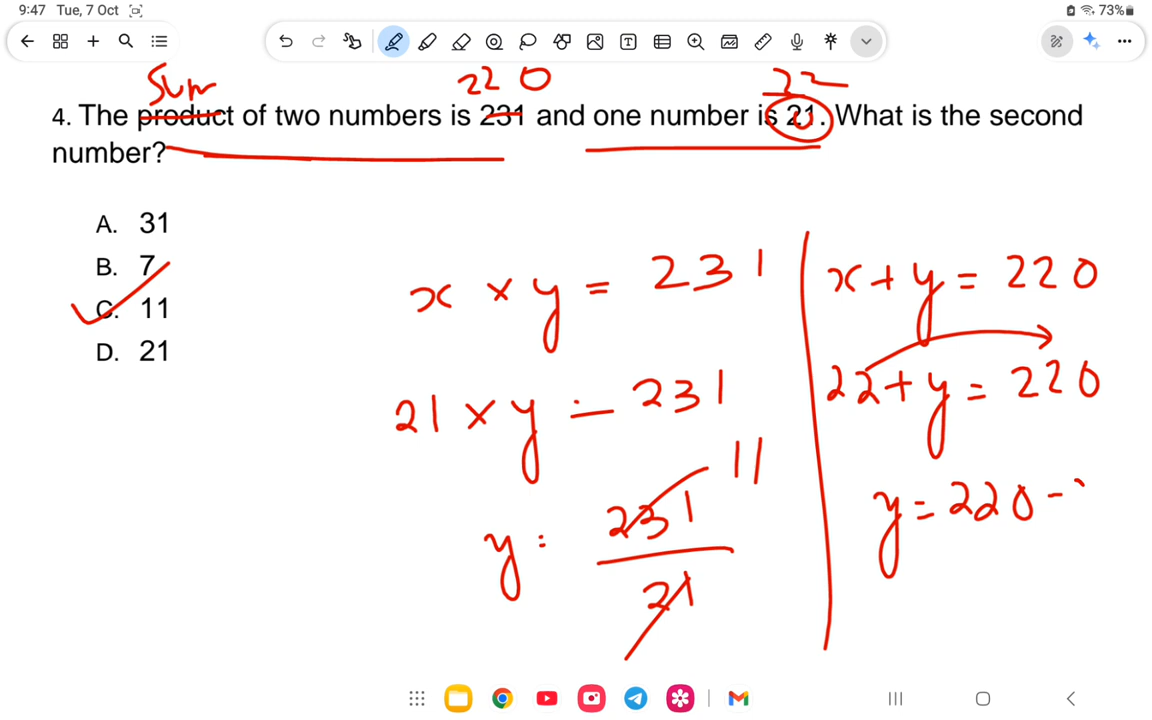 9:47 Tue, 7 Oct
73%
Sum 22 0 22
4. The product of two numbers is 231 and one number is 21. What is the second
number?
A. 31
B. 7
C. 11
D. 21
x × y = 231
21 × y = 231
11
y = 231
21
x + y = 220
22 + y = 220
y = 220 -